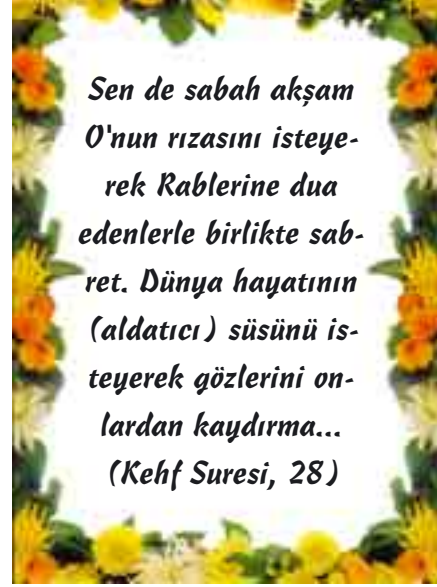 Sen de sabah akşam
O'nun rızasını isteye-
rek Rablerine dua
edenlerle birlikte sab-
ret. Dünya hayatının
(aldatıcı) süsünü is-
teyerek gözlerini on-
lardan kaydırma...
(Kehf Suresi, 28)